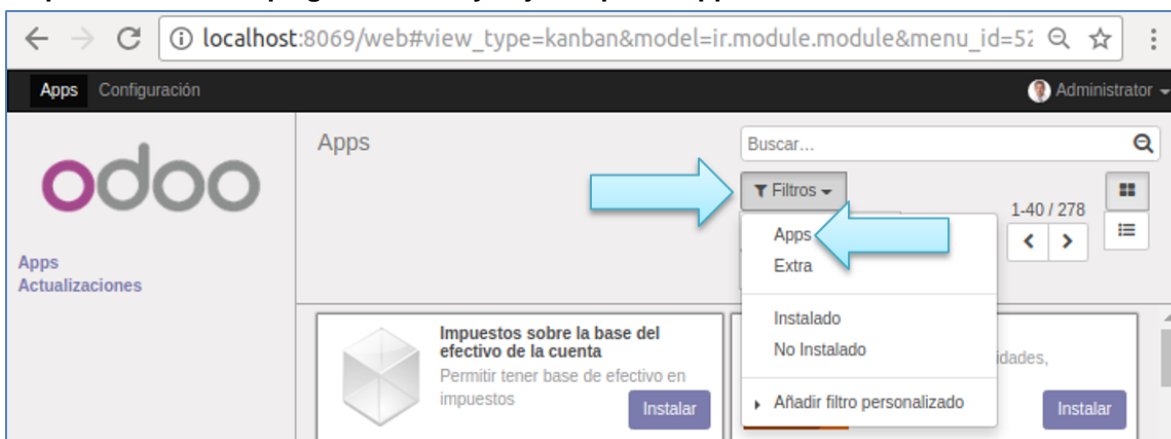 localhost:8069/web#view_type=kanban&model=ir.module.module&menu_id=52
Apps Configuración Administrator
odoo
Apps
Actualizaciones
Apps
Buscar...
Filtros
1-40 / 278
Apps
Extra
Instalado
No Instalado
Añadir filtro personalizado
Impuestos sobre la base del
efectivo de la cuenta
Permitir tener base de efectivo en
impuestos
Instalar
idades,
Instalar